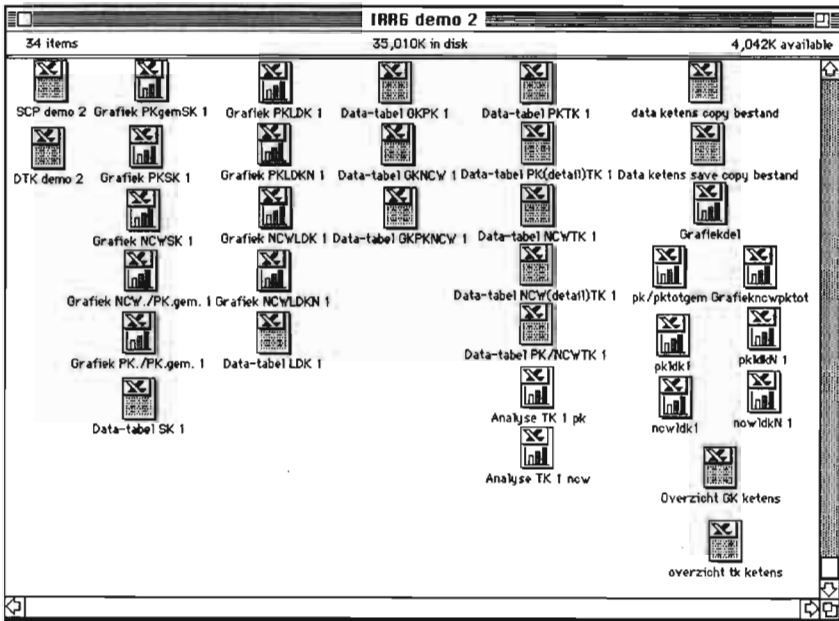 IRR6 demo 2
34 items 35,010K in disk 4,042K available
SCP demo 2 Grafiek PKgemSK 1 Grafiek PKLDK 1 Data-tabel GKPK 1 Data-tabel PKTK 1 data ketens copy bestand
DTK demo 2 Grafiek PKSK 1 Grafiek PKLDKN 1 Data-tabel GKNCW 1 Data-tabel PK(detail)TK 1 Data ketens save copy bestand
Grafiek NCWSK 1 Grafiek NCWLDK 1 Data-tabel GKPKNCW 1 Data-tabel NCWTK 1 Grafiekdel
Grafiek NCW./PK.gem. 1 Grafiek NCWLDKN 1 Data-tabel NCW(detail)TK 1 pk/pktotgem Grafiekncwpktot
Grafiek PK./PK.gem. 1 Data-tabel LDK 1 Data-tabel PK/NCWTK 1 pkldk1 pkldkN 1
Data-tabel SK 1 Analyse TK 1 pk ncwldk1 ncwldkN 1
Analyse TK 1 ncw Overzicht GK ketens
overzicht tk ketens